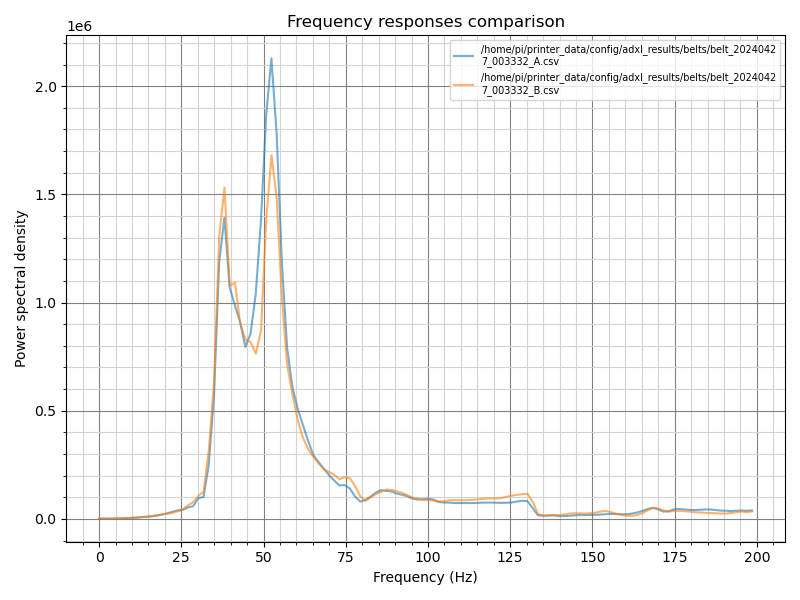 Frequency responses comparison
1e6
/home/pi/printer_data/config/adxl_results/belts/belt_2024042
7_003332_A.csv
/home/pi/printer_data/config/adxl_results/belts/belt_2024042
7_003332_B.csv
2.0
1.5
1.0
0.5
0.0
Power spectral density
0 25 50 75 100 125 150 175 200
Frequency (Hz)